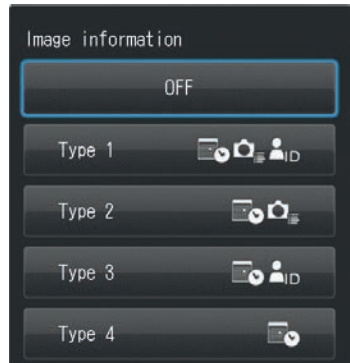 Image information
OFF
Type 1 ID
Type 2
Type 3 ID
Type 4